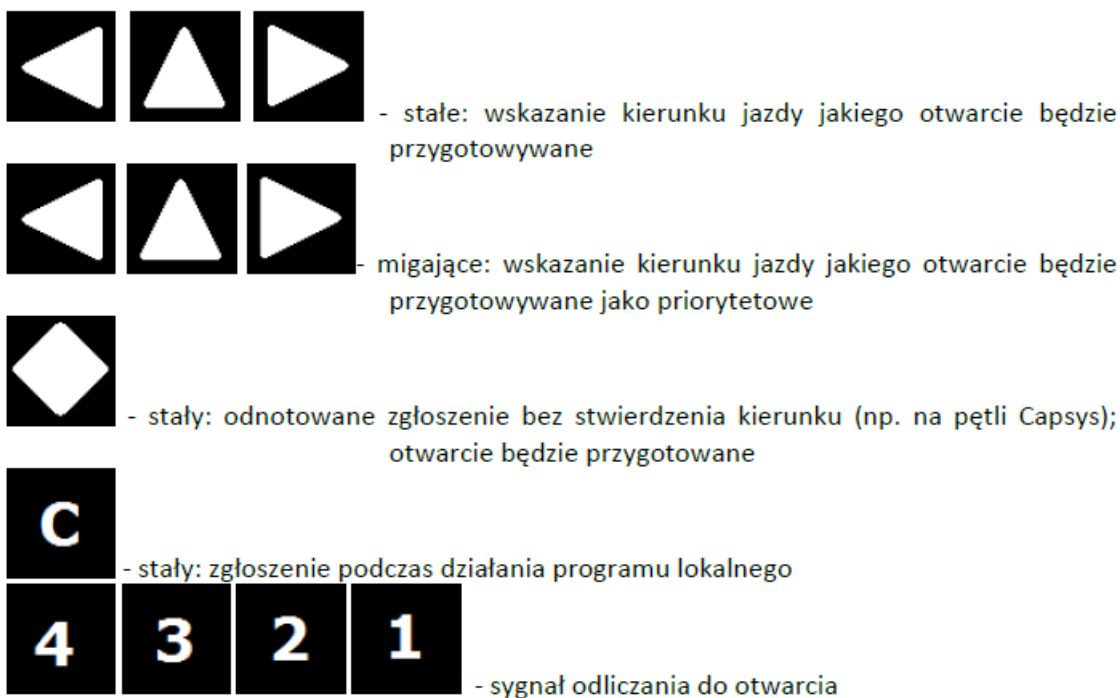 - stałe: wskazanie kierunku jazdy jakiego otwarcie będzie
przygotowywane
- migające: wskazanie kierunku jazdy jakiego otwarcie będzie
przygotowywane jako priorytetowe
- stały: odnotowane zgłoszenie bez stwierdzenia kierunku (np. na pętli Capsys);
otwarcie będzie przygotowane
C - stały: zgłoszenie podczas działania programu lokalnego
4 3 2 1 - sygnał odliczania do otwarcia